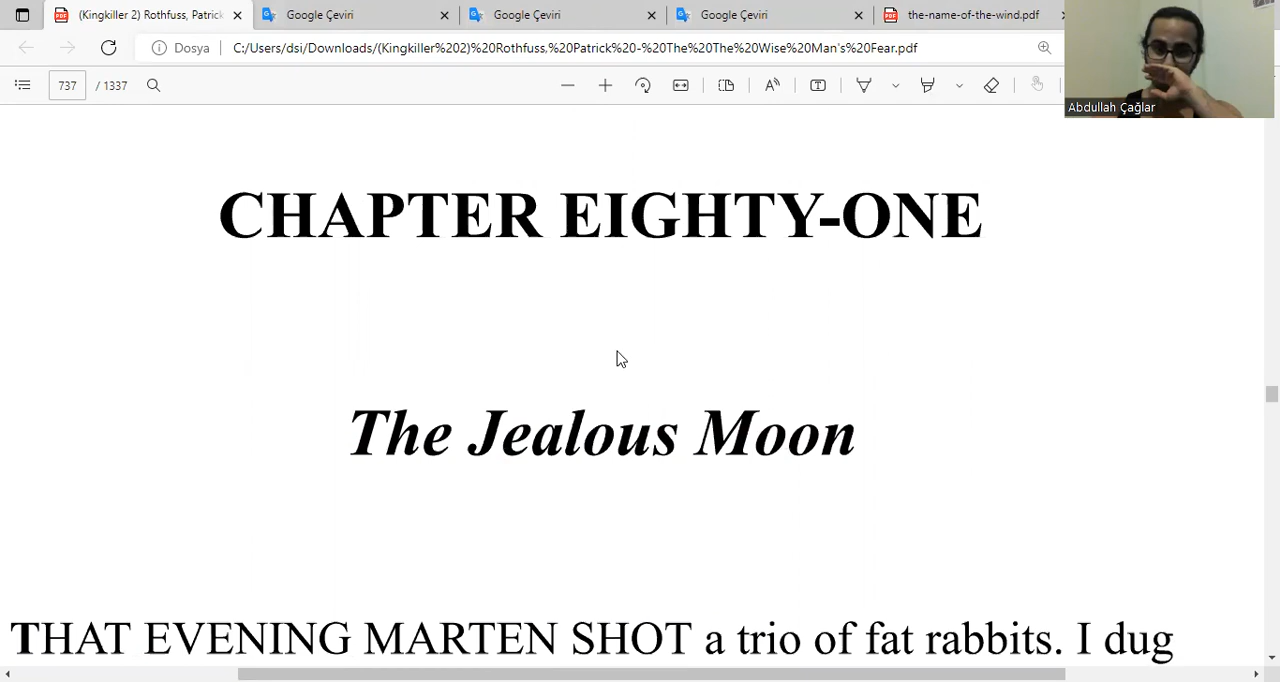 (Kingkiller 2) Rothfuss, Patrick
Google Çeviri
Google Çeviri
Google Çeviri
the-name-of-the-wind.pdf
Dosya
C:/Users/dsi/Downloads/(Kingkiller%202)%20Rothfuss,%20Patrick%20-%20The%20The%20Wise%20Man's%20Fear.pdf
737 / 1337
Abdullah Çağlar
CHAPTER EIGHTY-ONE
The Jealous Moon
THAT EVENING MARTEN SHOT a trio of fat rabbits. I dug